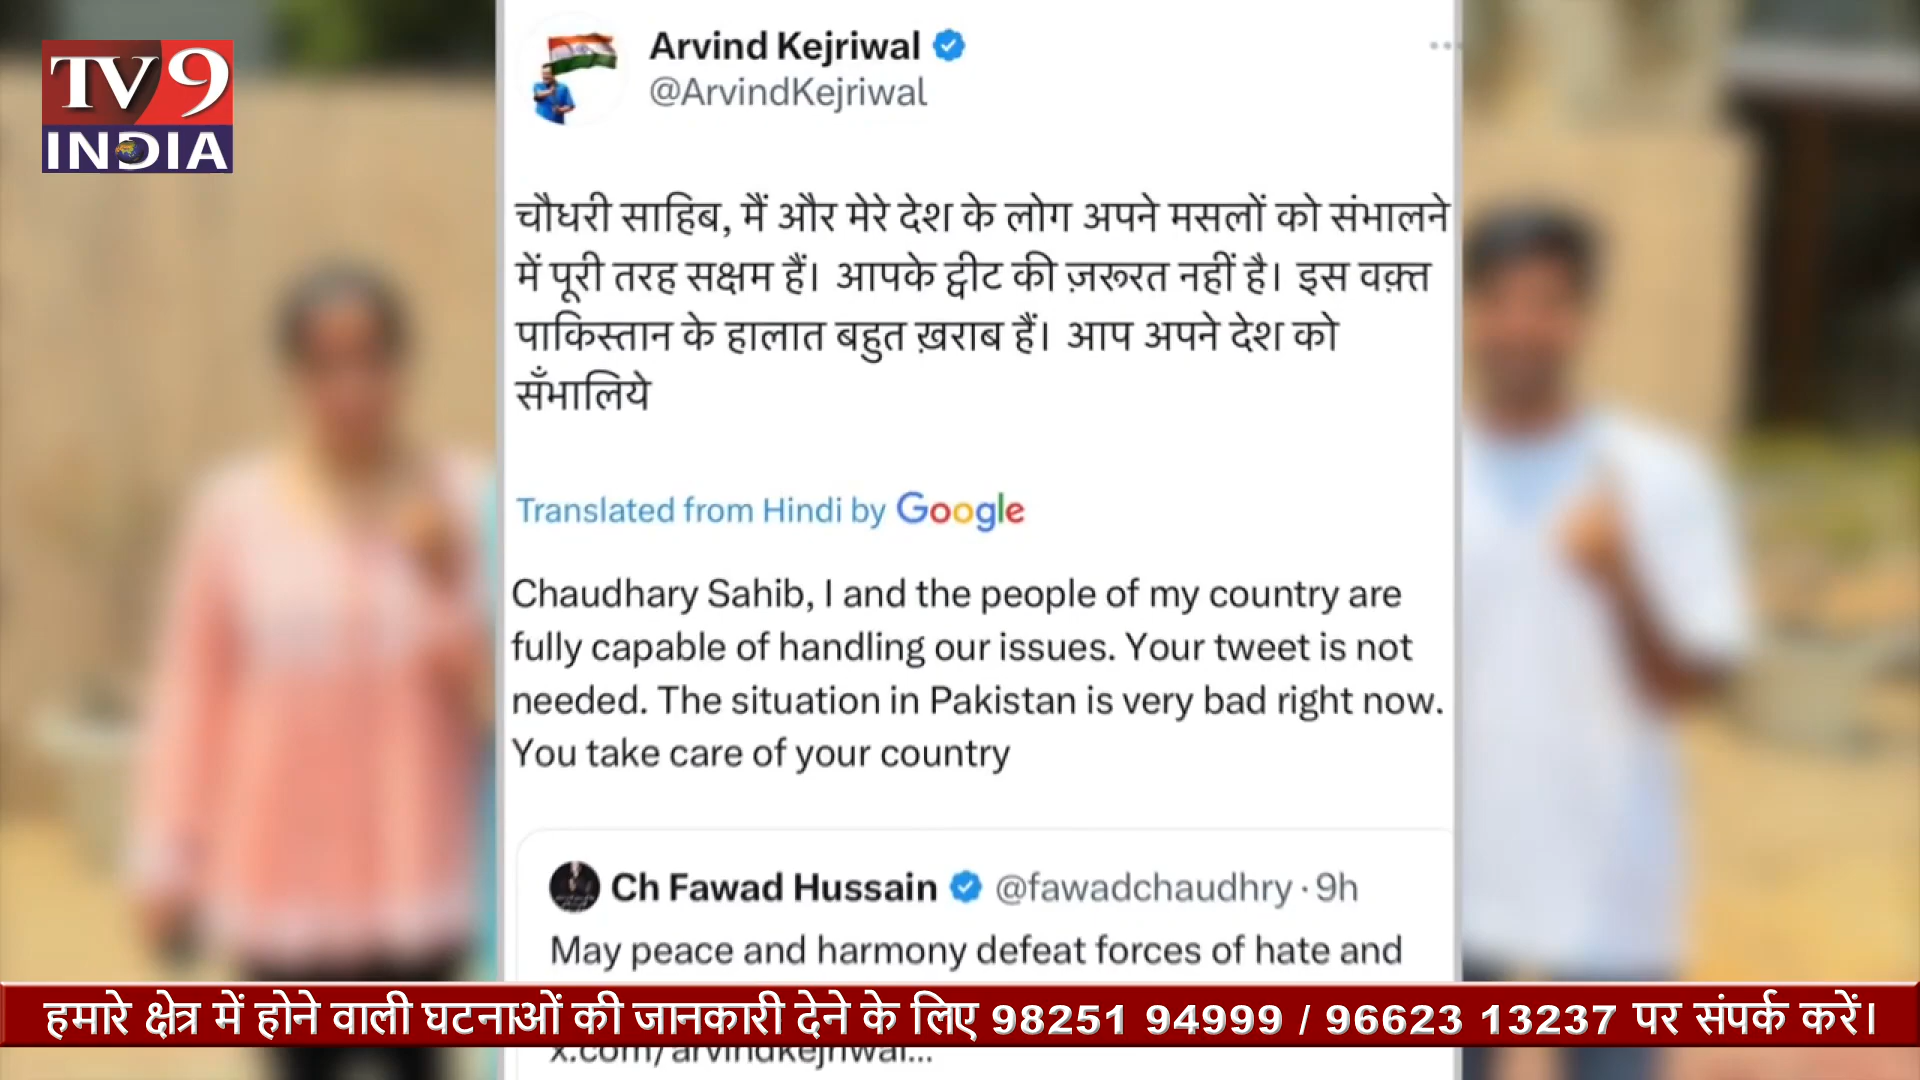 TV9
INDIA
Arvind Kejriwal
@ArvindKejriwal
चौधरी साहिब, मैं और मेरे देश के लोग अपने मसलों को संभालने
में पूरी तरह सक्षम हैं। आपके ट्वीट की ज़रूरत नहीं है। इस वक़्त
पाकिस्तान के हालात बहुत ख़राब हैं। आप अपने देश को
सँभालिये
Translated from Hindi by Google
Chaudhary Sahib, I and the people of my country are
fully capable of handling our issues. Your tweet is not
needed. The situation in Pakistan is very bad right now.
You take care of your country
Ch Fawad Hussain @fawadchaudhry · 9h
May peace and harmony defeat forces of hate and
हमारे क्षेत्र में होने वाली घटनाओं की जानकारी देने के लिए 98251 94999 / 96623 13237 पर संपर्क करें।
x.com/arvindkejriwal...